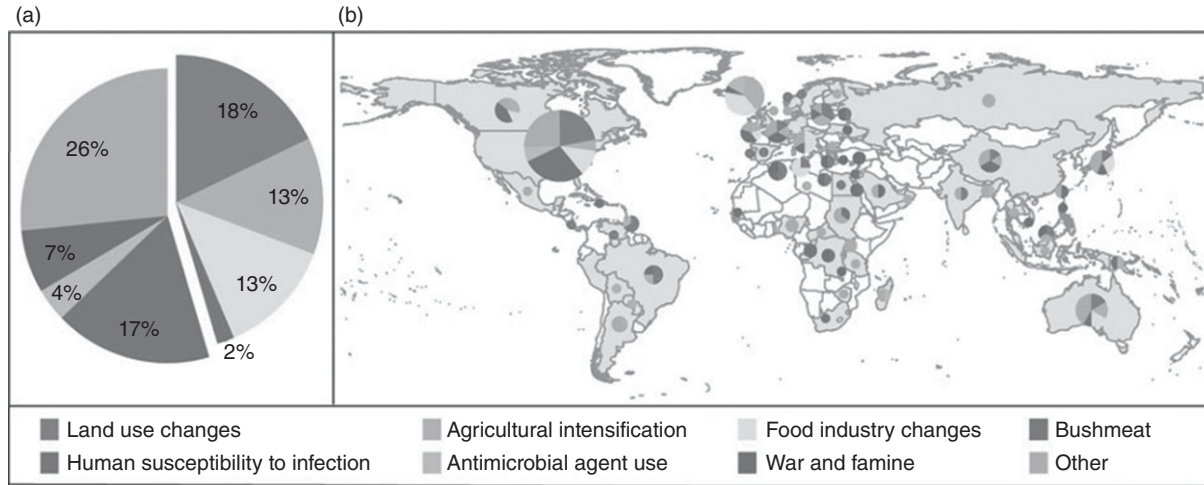 (a)
(b)
18%
26%
13%
7%
13%
4%
17%
2%
Land use changes
Agricultural intensification
Food industry changes
Bushmeat
Human susceptibility to infection
Antimicrobial agent use
War and famine
Other